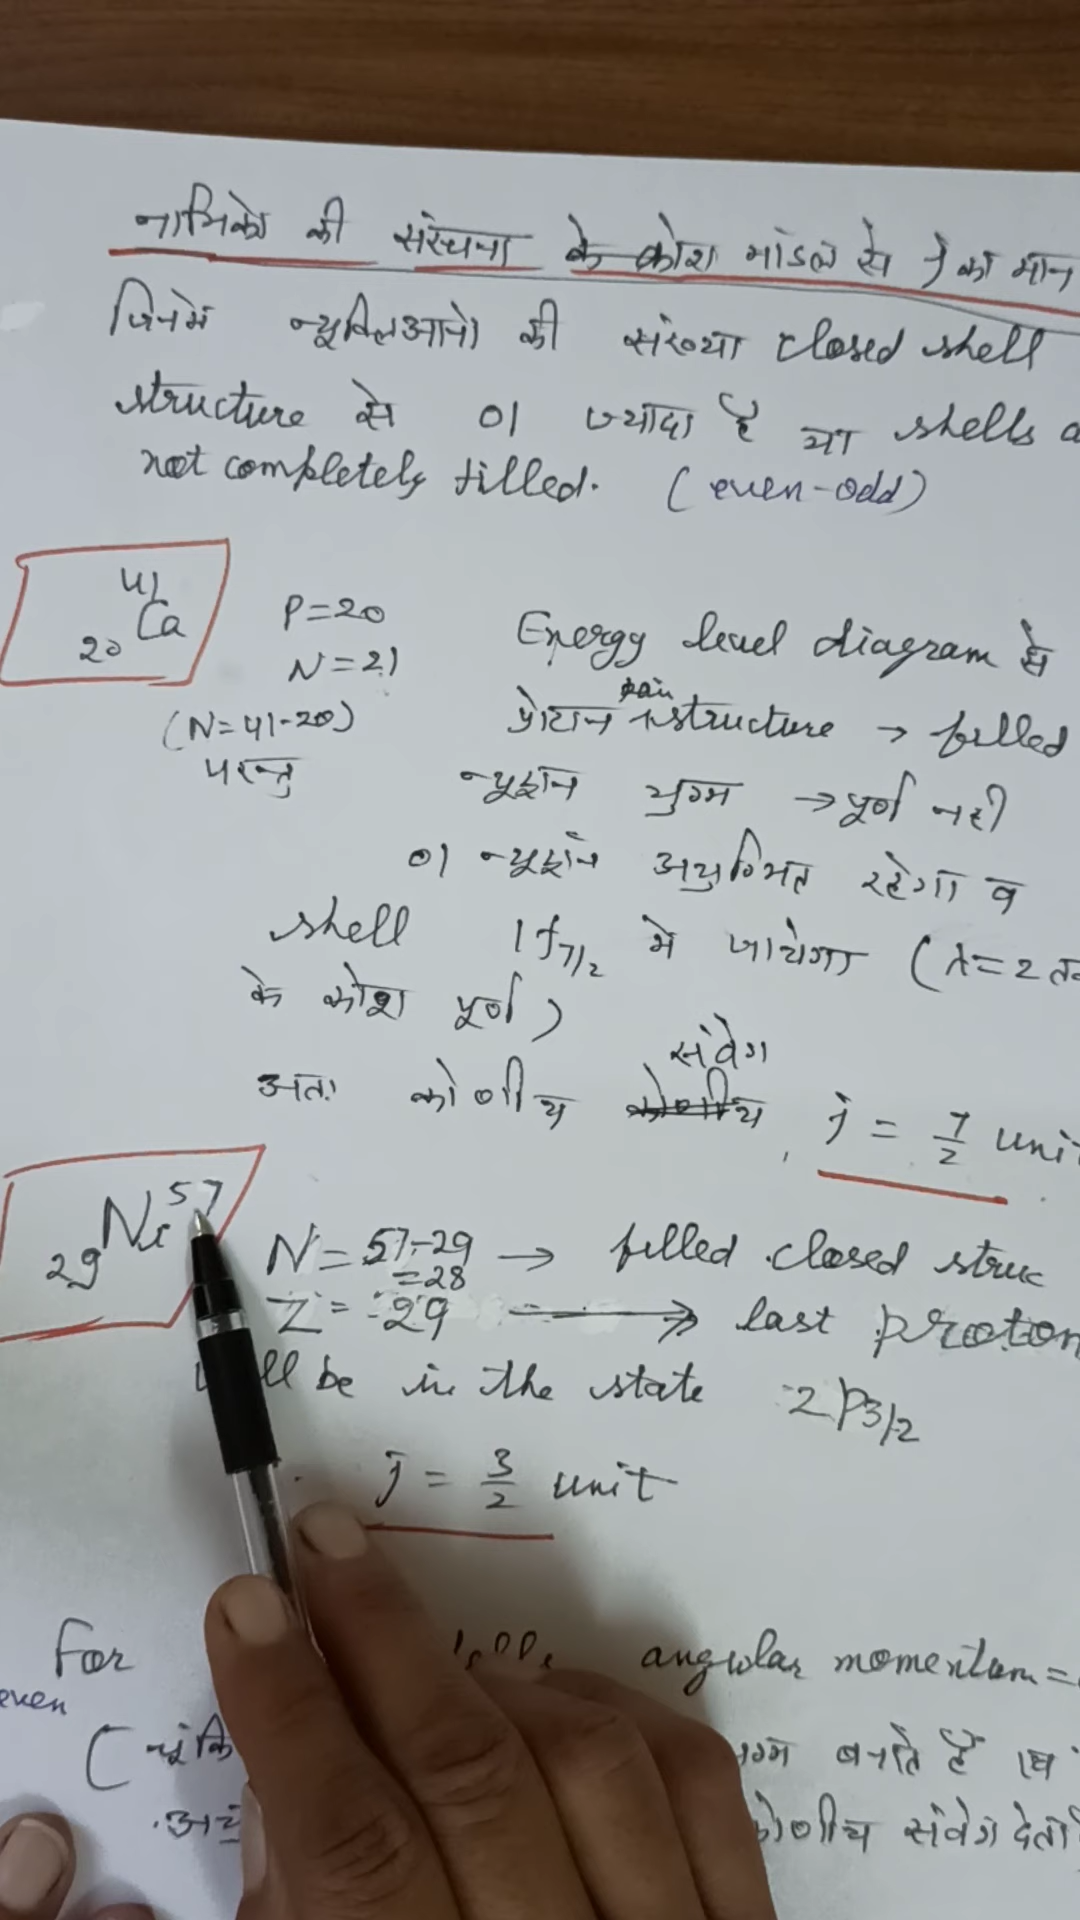 नाभिको की संरचना के कोश मॉडल से j का मान
जिनमें न्यूक्लिआनो की संख्या closed shell
structure से 01 ज्यादा है या shells a
not completely filled. (even-odd)
41
20 Ca P=20 Energy level diagram से
N=21
pair
(N=41-20) प्रोटान structure → filled
परन्तु न्यूट्रान युग्म → पूर्ण नही
01 न्यूट्रॉन अयुग्मित रहेगा व
shell 1f7/2 मे जायेगा (λ=2 तक
के कोश पूर्ण)
संवेग
अतः कोणीय कोणीय j = 7/2 unit
29 Ni 57 N = 57-29 → filled closed struc
=28
Z = 29 → last proton
ll be in the state 2P3/2
j = 3/2 unit
For angular momentum =
even
(चूंकि ग्म बनाते हैं एवं
कोणीय संवेग देता